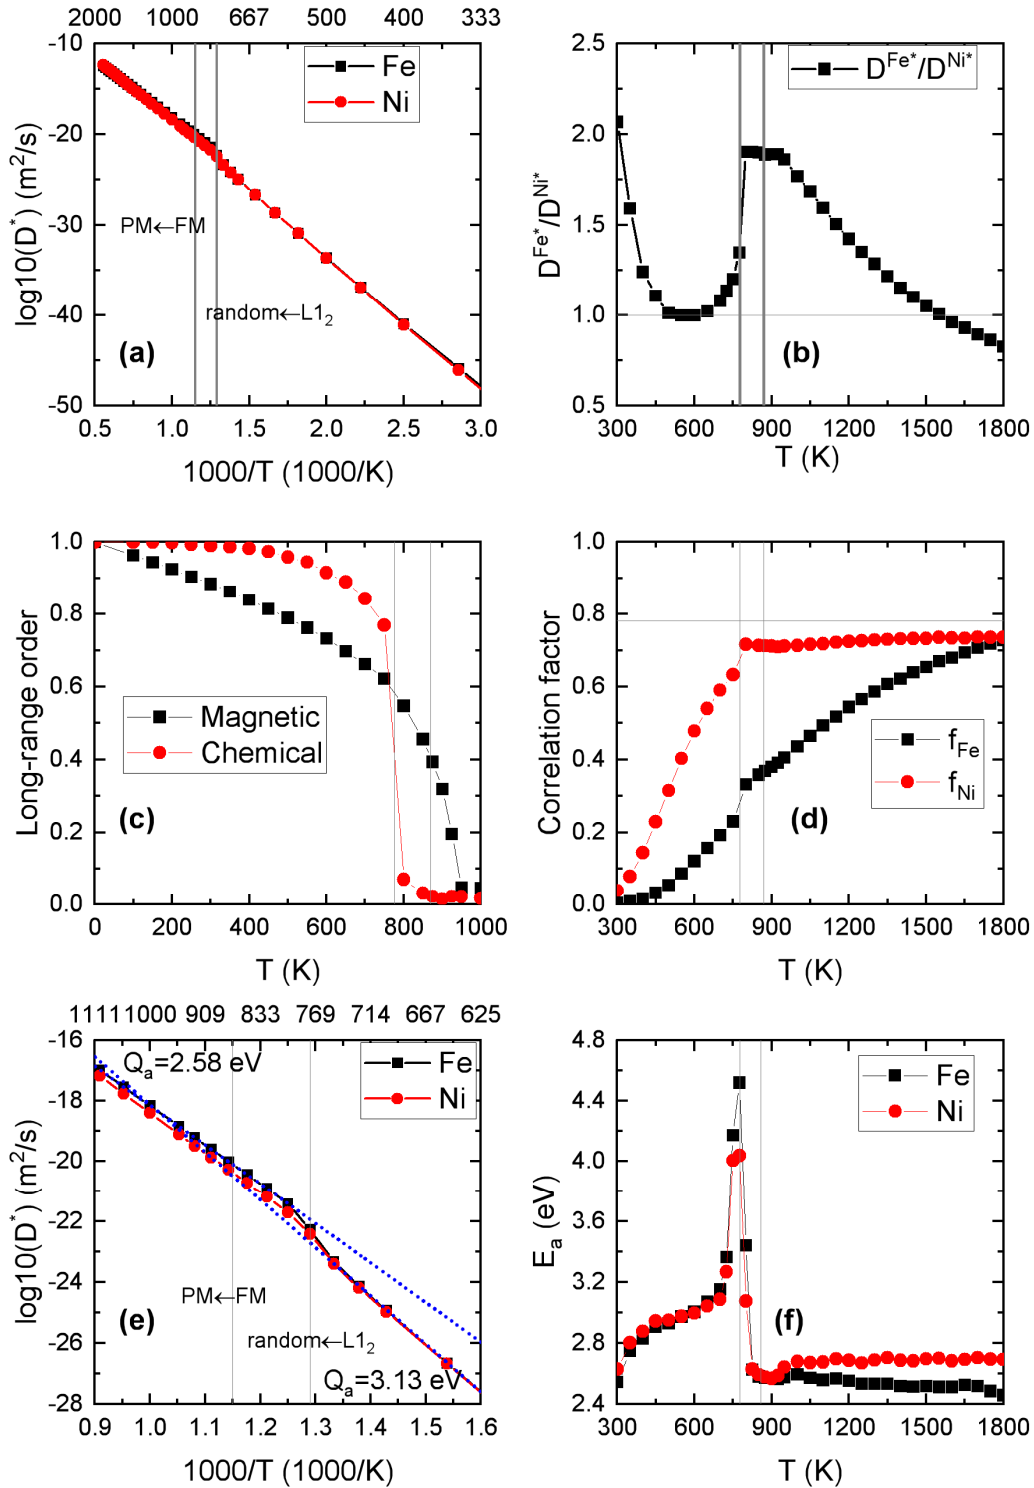 2000 1000 667 500 400 333
-10
-20
-30
-40
-50
log10(D*) (m²/s)
Fe
Ni
PM←FM
random←L1₂
(a)
0.5 1.0 1.5 2.0 2.5 3.0
1000/T (1000/K)
2.5
2.0
1.5
1.0
0.5
D^Fe*/D^Ni*
D^Fe*/D^Ni*
(b)
300 600 900 1200 1500 1800
T (K)
1.0
0.8
0.6
0.4
0.2
0.0
Long-range order
Magnetic
Chemical
(c)
0 200 400 600 800 1000
T (K)
1.0
0.8
0.6
0.4
0.2
0.0
Correlation factor
f_Fe
f_Ni
(d)
300 600 900 1200 1500 1800
T (K)
1111 1000 909 833 769 714 667 625
-16
-18
-20
-22
-24
-26
-28
log10(D*) (m²/s)
Qₐ=2.58 eV
Fe
Ni
PM←FM
random←L1₂
(e)
Qₐ=3.13 eV
0.9 1.0 1.1 1.2 1.3 1.4 1.5 1.6
1000/T (1000/K)
4.8
4.4
4.0
3.6
3.2
2.8
2.4
Eₐ (eV)
Fe
Ni
(f)
300 600 900 1200 1500 1800
T (K)